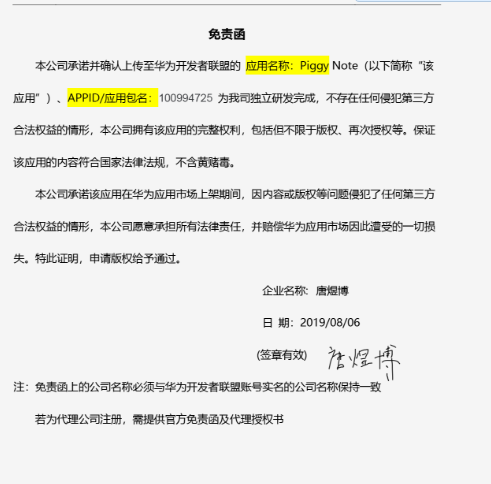 免责函
本公司承诺并确认上传至华为开发者联盟的 应用名称：Piggy Note（以下简称“该
应用”）、APPID/应用包名：100994725 为我司独立研发完成，不存在任何侵犯第三方
合法权益的情形，本公司拥有该应用的完整权利，包括但不限于版权、再次授权等。保证
该应用的内容符合国家法律法规，不含黄赌毒。
本公司承诺该应用在华为应用市场上架期间，因内容或版权等问题侵犯了任何第三方
合法权益的情形，本公司愿意承担所有法律责任，并赔偿华为应用市场因此遭受的一切损
失。特此证明，申请版权给予通过。
企业名称：唐煜博
日 期：2019/08/06
(签章有效) 唐煜博
注：免责函上的公司名称必须与华为开发者联盟账号实名的公司名称保持一致
若为代理公司注册，需提供官方免责函及代理授权书